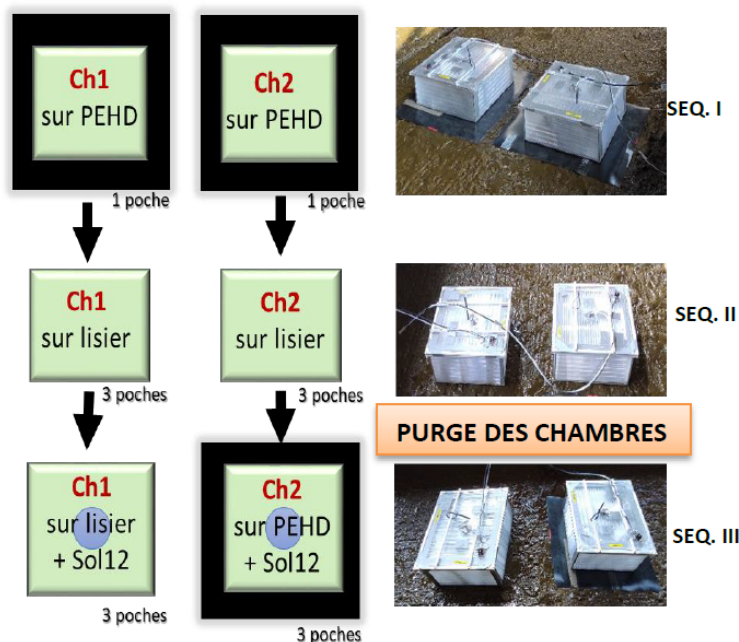 Ch1
sur PEHD
1 poche
Ch2
sur PEHD
1 poche
SEQ. I
Ch1
sur lisier
3 poches
Ch2
sur lisier
3 poches
SEQ. II
PURGE DES CHAMBRES
Ch1
sur lisier
+ Sol12
3 poches
Ch2
sur PEHD
+ Sol12
3 poches
SEQ. III